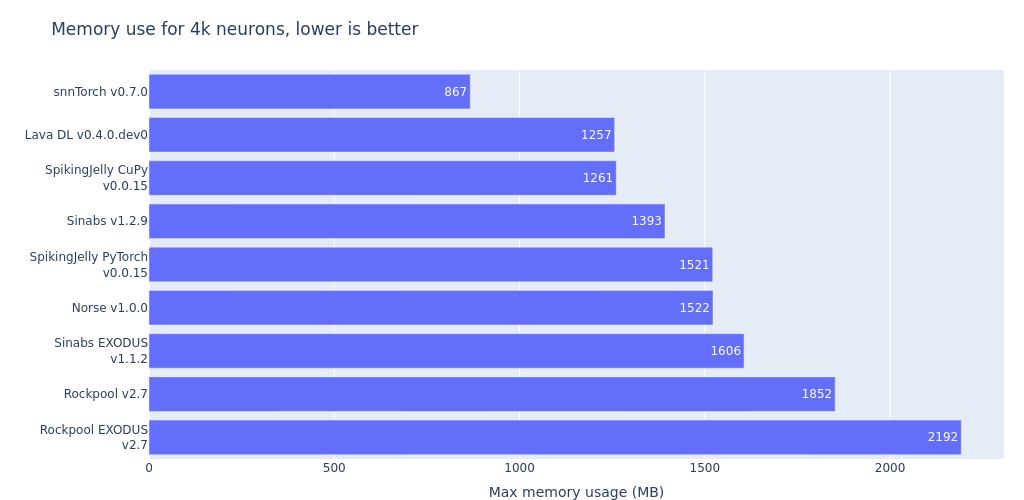 Memory use for 4k neurons, lower is better
snnTorch v0.7.0
867
Lava DL v0.4.0.dev0
1257
SpikingJelly CuPy
v0.0.15
1261
Sinabs v1.2.9
1393
SpikingJelly PyTorch
v0.0.15
1521
Norse v1.0.0
1522
Sinabs EXODUS
v1.1.2
1606
Rockpool v2.7
1852
Rockpool EXODUS
v2.7
2192
0 500 1000 1500 2000
Max memory usage (MB)